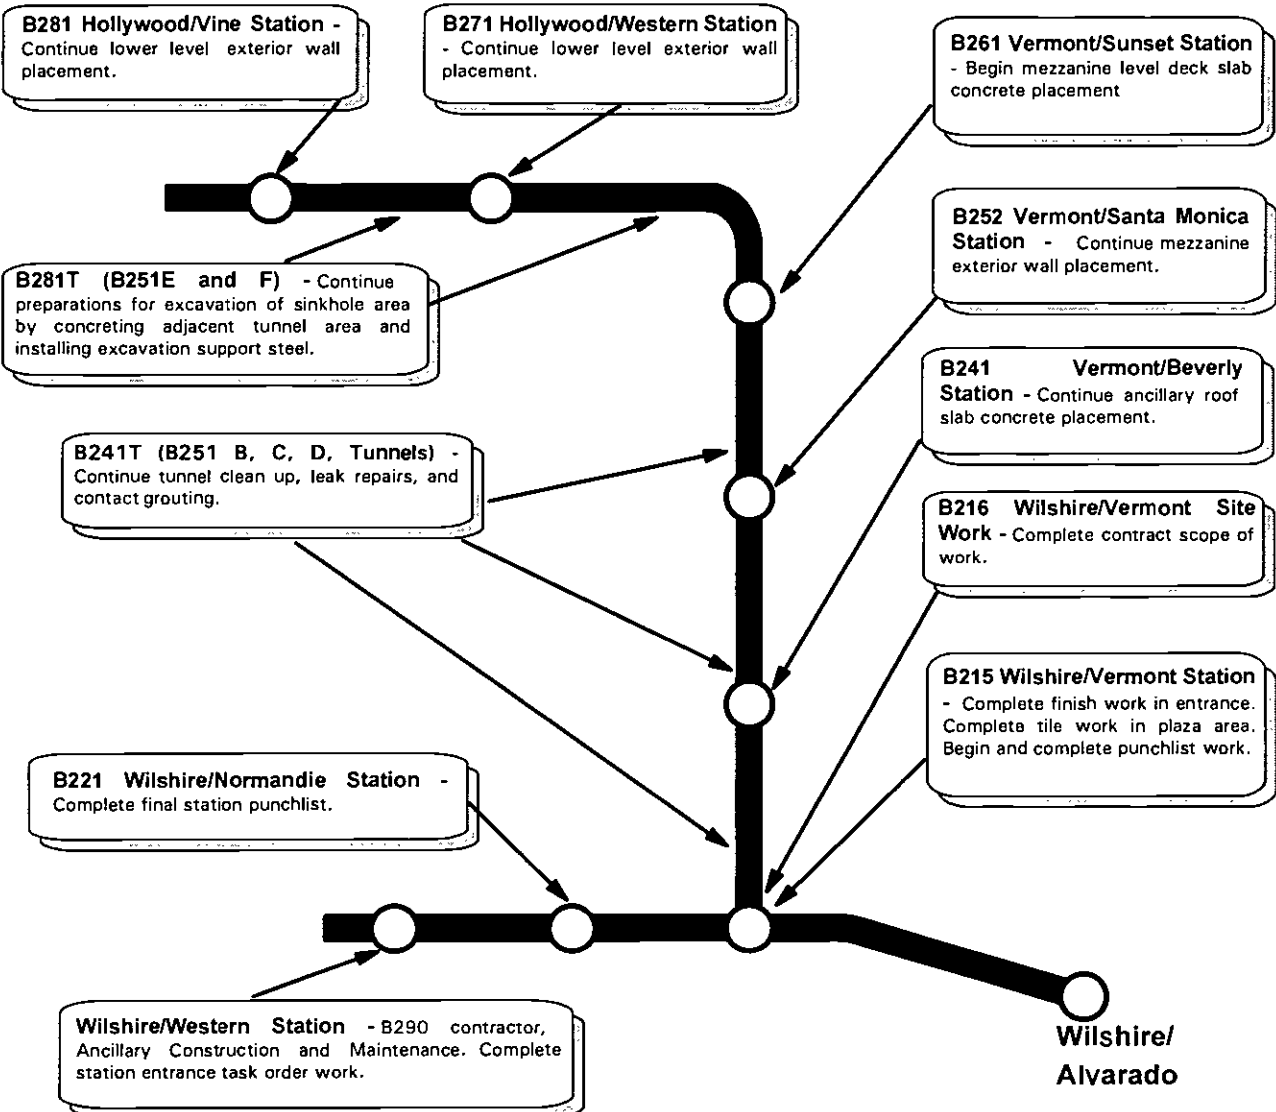 B281 Hollywood/Vine Station -
Continue lower level exterior wall
placement.
B271 Hollywood/Western Station
- Continue lower level exterior wall
placement.
B261 Vermont/Sunset Station
- Begin mezzanine level deck slab
concrete placement
B252 Vermont/Santa Monica
Station - Continue mezzanine
exterior wall placement.
B281T (B251E and F) - Continue
preparations for excavation of sinkhole area
by concreting adjacent tunnel area and
installing excavation support steel.
B241 Vermont/Beverly
Station - Continue ancillary roof
slab concrete placement.
B241T (B251 B, C, D, Tunnels) -
Continue tunnel clean up, leak repairs, and
contact grouting.
B216 Wilshire/Vermont Site
Work - Complete contract scope of
work.
B215 Wilshire/Vermont Station
- Complete finish work in entrance.
Complete tile work in plaza area.
Begin and complete punchlist work.
B221 Wilshire/Normandie Station -
Complete final station punchlist.
Wilshire/Western Station - B290 contractor,
Ancillary Construction and Maintenance. Complete
station entrance task order work.
Wilshire/
Alvarado